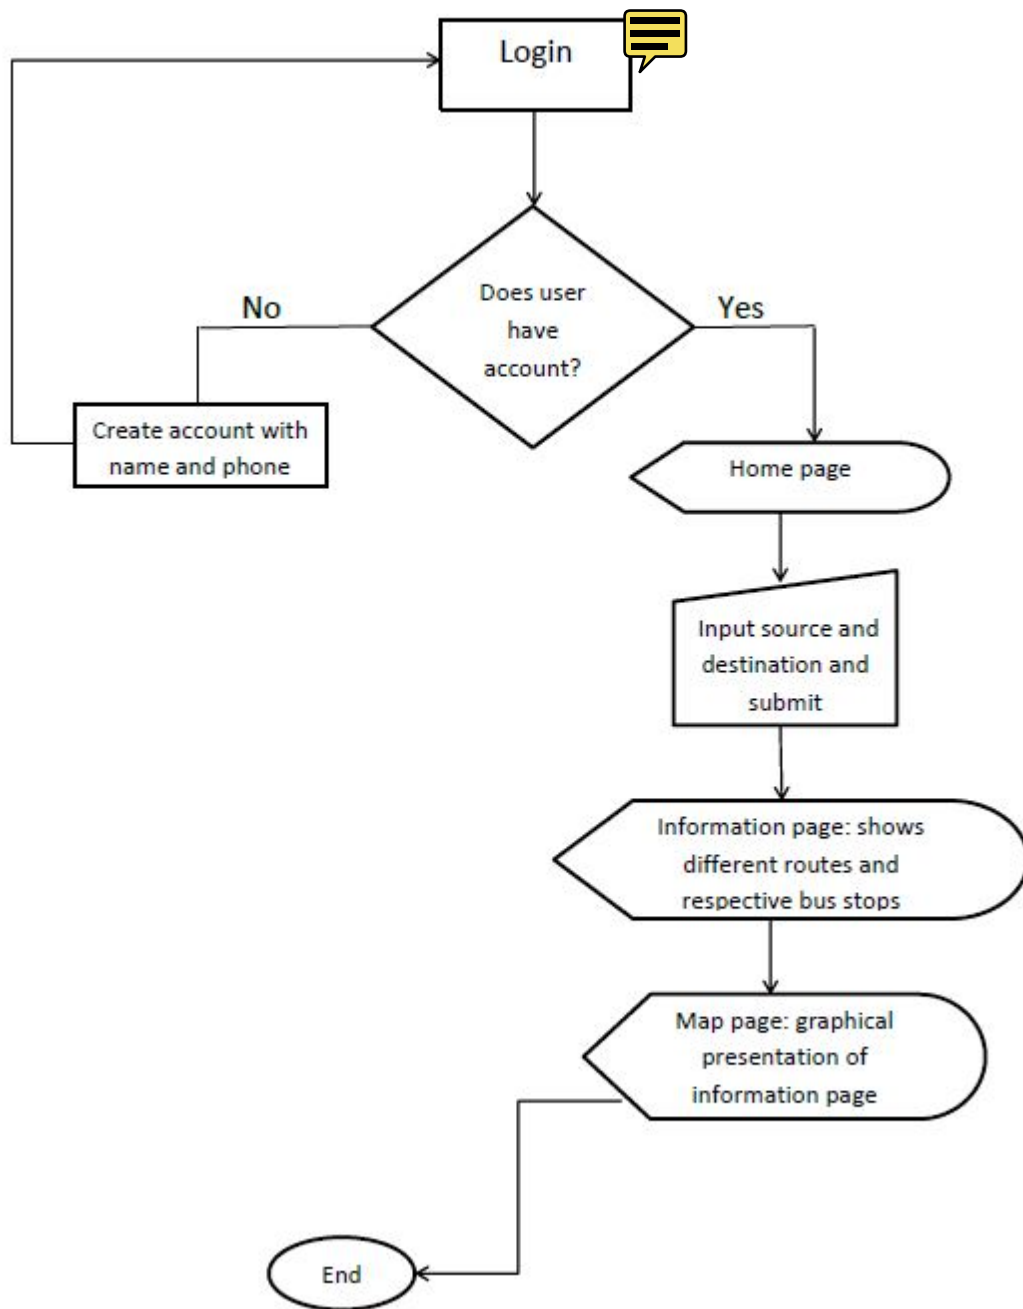 Login
Does user
have
account?
No
Yes
Create account with
name and phone
Home page
Input source and
destination and
submit
Information page: shows
different routes and
respective bus stops
Map page: graphical
presentation of
information page
End